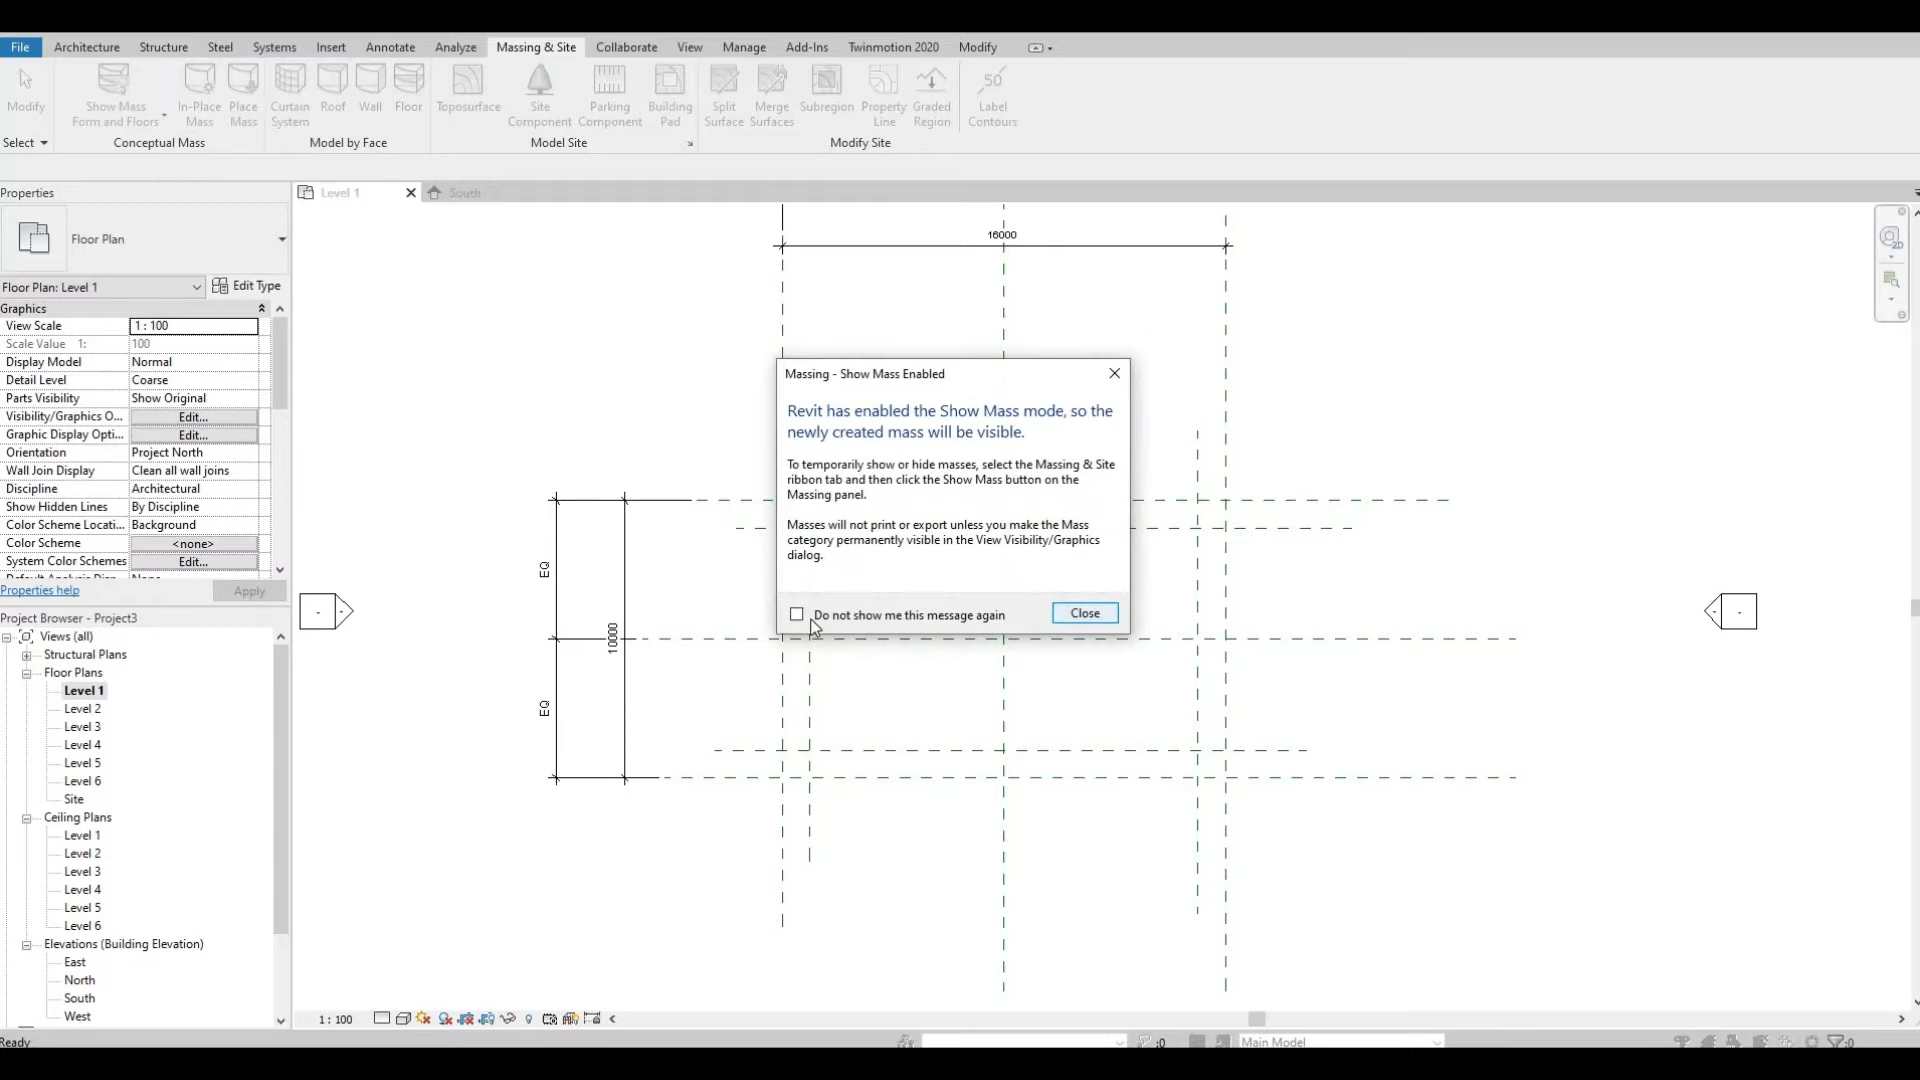 File Architecture Structure Steel Systems Insert Annotate Analyze Massing & Site Collaborate View Manage Add-Ins Twinmotion 2020 Modify
Modify
Show Mass
Form and Floors
In-Place
Mass
Place
Mass
Curtain
System
Roof
Wall
Floor
Toposurface
Site
Component
Parking
Component
Building
Pad
Split
Surface
Merge
Surfaces
Subregion
Property
Line
Graded
Region
50
Label
Contours
Select
Conceptual Mass
Model by Face
Model Site
Modify Site
Properties
Level 1
South
Floor Plan
Floor Plan: Level 1
Edit Type
Graphics
View Scale 1 : 100
Scale Value 1: 100
Display Model Normal
Detail Level Coarse
Parts Visibility Show Original
Visibility/Graphics O... Edit...
Graphic Display Opti... Edit...
Orientation Project North
Wall Join Display Clean all wall joins
Discipline Architectural
Show Hidden Lines By Discipline
Color Scheme Locati... Background
Color Scheme <none>
System Color Schemes Edit...
Properties help
Apply
Project Browser - Project3
Views (all)
Structural Plans
Floor Plans
Level 1
Level 2
Level 3
Level 4
Level 5
Level 6
Site
Ceiling Plans
Level 1
Level 2
Level 3
Level 4
Level 5
Level 6
Elevations (Building Elevation)
East
North
South
West
16000
EQ
EQ
10000
2D
Massing - Show Mass Enabled
Revit has enabled the Show Mass mode, so the
newly created mass will be visible.
To temporarily show or hide masses, select the Massing & Site
ribbon tab and then click the Show Mass button on the
Massing panel.
Masses will not print or export unless you make the Mass
category permanently visible in the View Visibility/Graphics
dialog.
Do not show me this message again
Close
1 : 100
Ready
:0
Main Model
:0